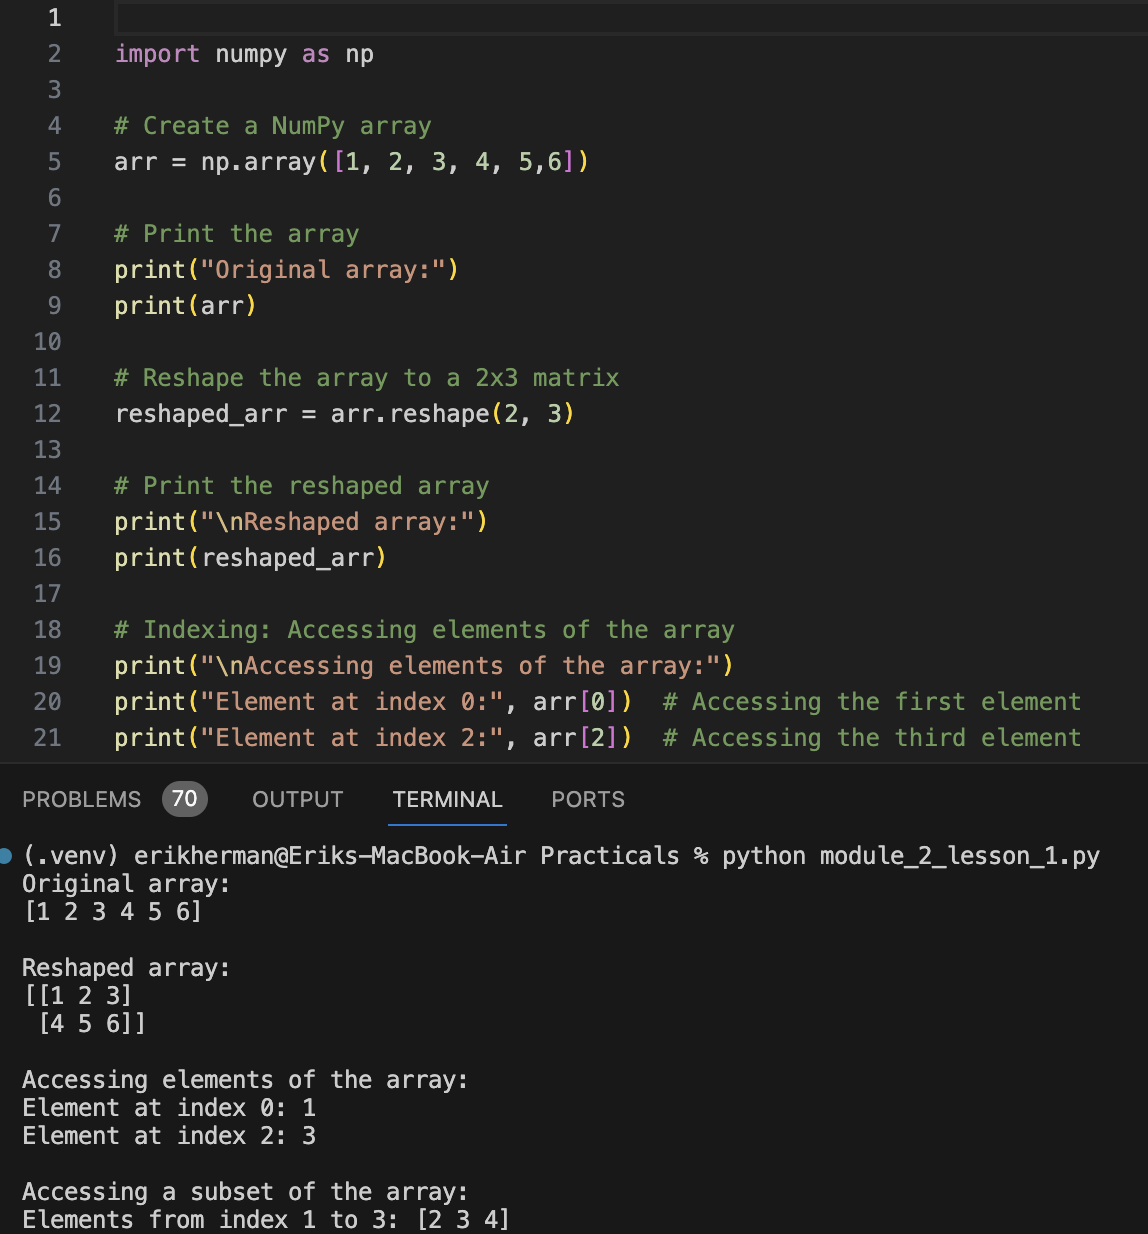 1
2 import numpy as np
3
4 # Create a NumPy array
5 arr = np.array([1, 2, 3, 4, 5,6])
6
7 # Print the array
8 print("Original array:")
9 print(arr)
10
11 # Reshape the array to a 2x3 matrix
12 reshaped_arr = arr.reshape(2, 3)
13
14 # Print the reshaped array
15 print("\nReshaped array:")
16 print(reshaped_arr)
17
18 # Indexing: Accessing elements of the array
19 print("\nAccessing elements of the array:")
20 print("Element at index 0:", arr[0])  # Accessing the first element
21 print("Element at index 2:", arr[2])  # Accessing the third element
PROBLEMS 70 OUTPUT TERMINAL PORTS
(.venv) erikherman@Eriks-MacBook-Air Practicals % python module_2_lesson_1.py
Original array:
[1 2 3 4 5 6]

Reshaped array:
[[1 2 3]
 [4 5 6]]

Accessing elements of the array:
Element at index 0: 1
Element at index 2: 3

Accessing a subset of the array:
Elements from index 1 to 3: [2 3 4]